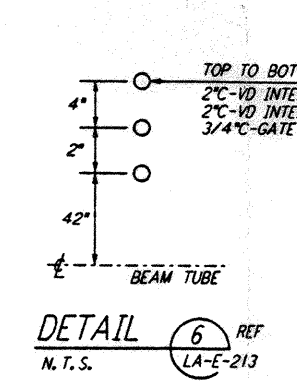 TOP TO BOT
4"
2"C-VD INTE
2"C-VD INTE
3/4"C-GATE
2"
42"
℄ BEAM TUBE
DETAIL 6 REF
N.T.S. LA-E-213